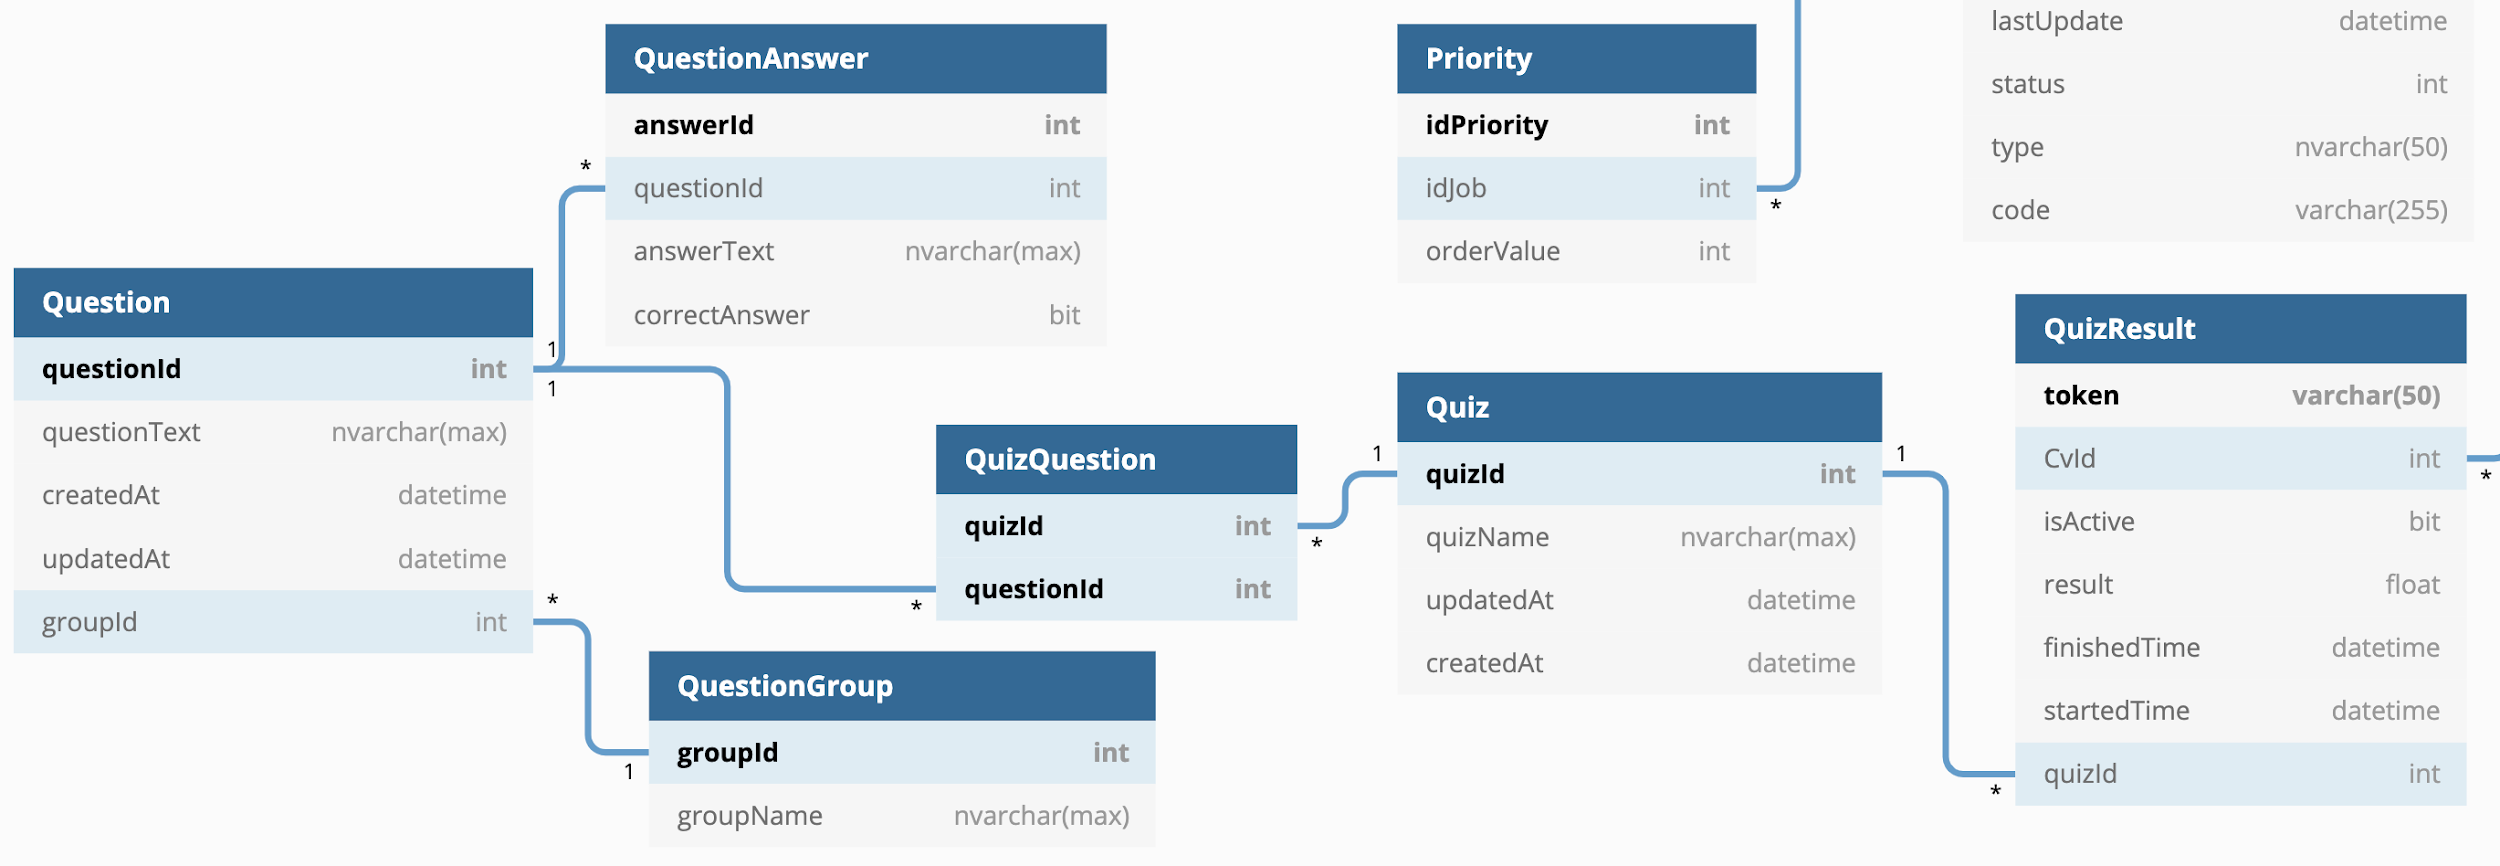 QuestionAnswer
answerId int
* questionId int
answerText nvarchar(max)
correctAnswer bit
Priority
idPriority int
idJob int *
orderValue int
lastUpdate datetime
status int
type nvarchar(50)
code varchar(255)
Question
questionId int 1
1
questionText nvarchar(max)
createdAt datetime
updatedAt datetime
groupId int *
QuizQuestion
quizId int *
* questionId int
QuestionGroup
1 groupId int
groupName nvarchar(max)
Quiz
1 quizId int 1
quizName nvarchar(max)
updatedAt datetime
createdAt datetime
QuizResult
token varchar(50)
CvId int *
isActive bit
result float
finishedTime datetime
startedTime datetime
* quizId int